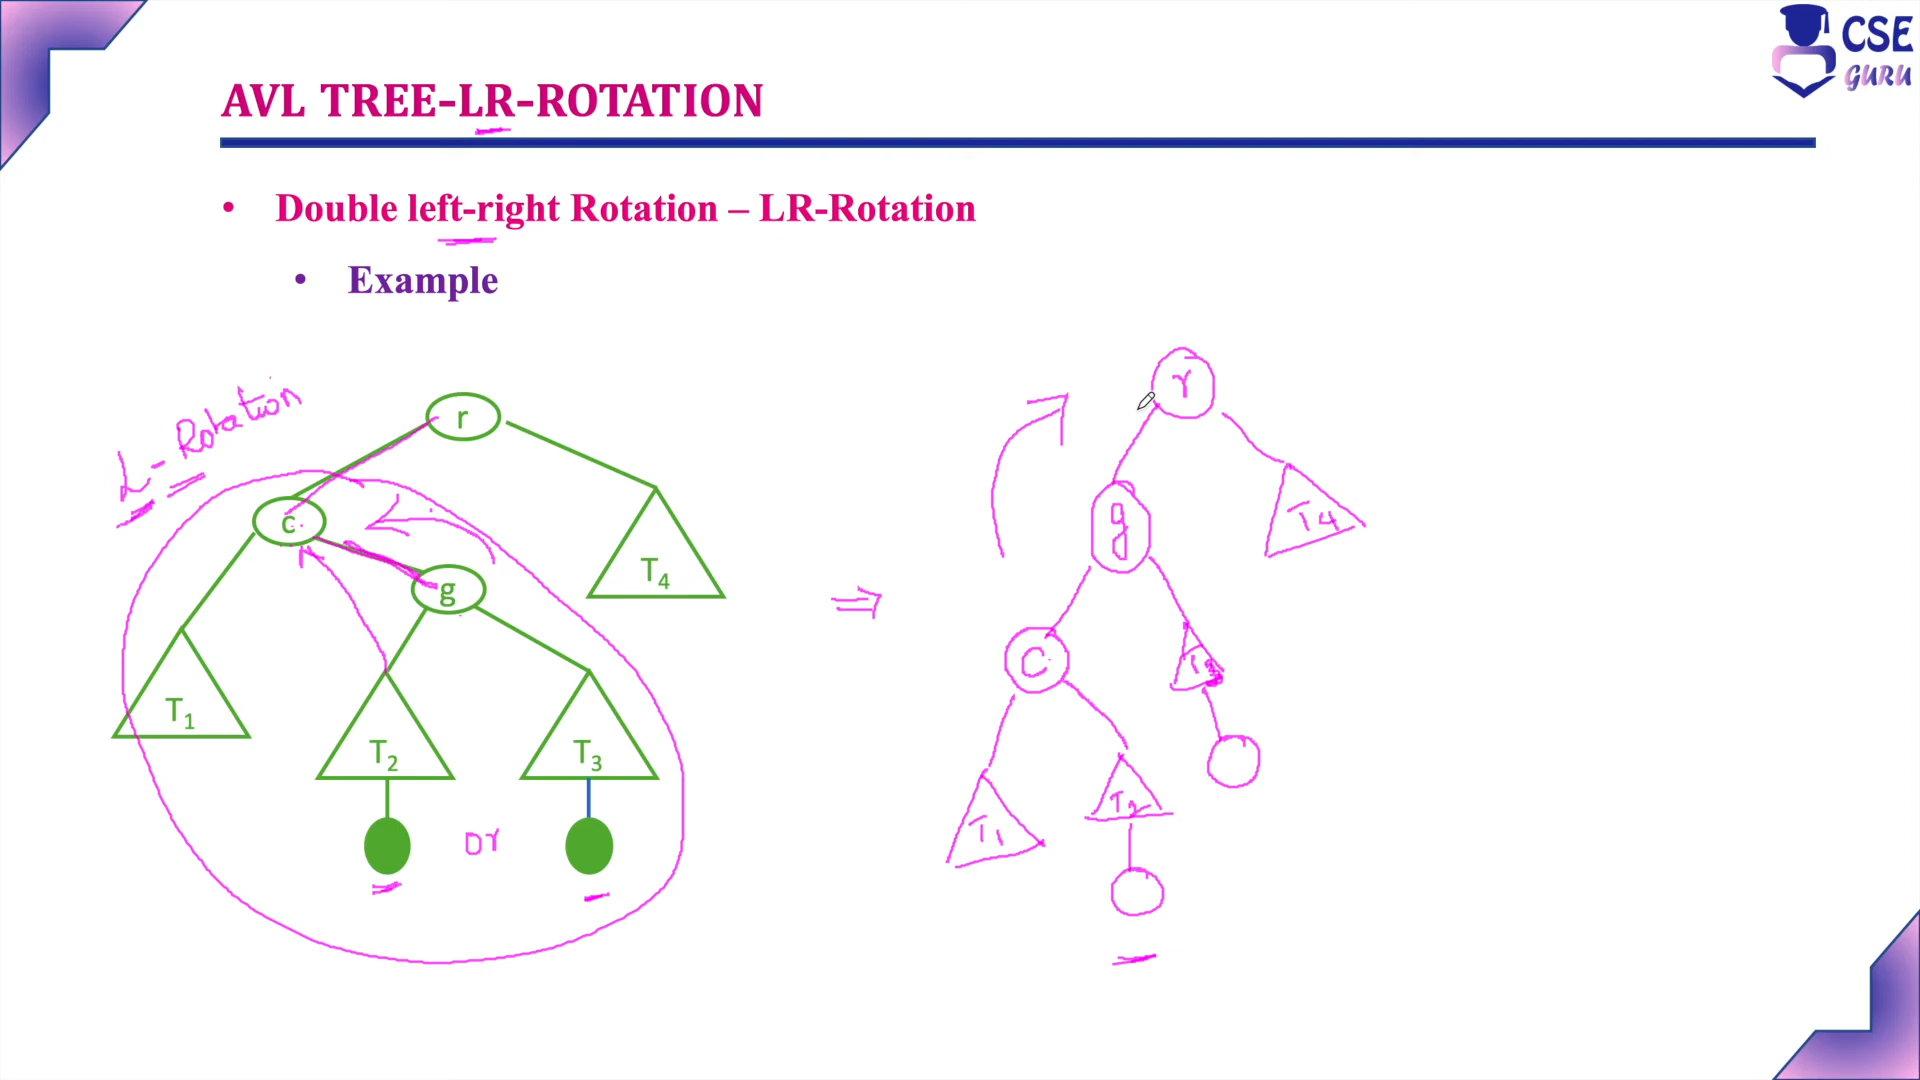 CSE
GURU
AVL TREE-LR-ROTATION
• Double left-right Rotation – LR-Rotation
• Example
L - Rotation
r
c
g
T4
T1
T2
T3
or
⇒
r
g
T4
C
T3
T1
T2